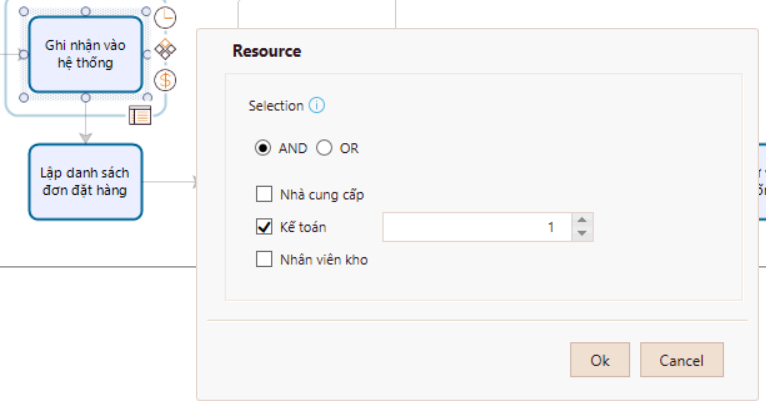 Ghi nhận vào
hệ thống
Lập danh sách
đơn đặt hàng
Resource
Selection
AND
OR
Nhà cung cấp
Kế toán
1
Nhân viên kho
Ok
Cancel